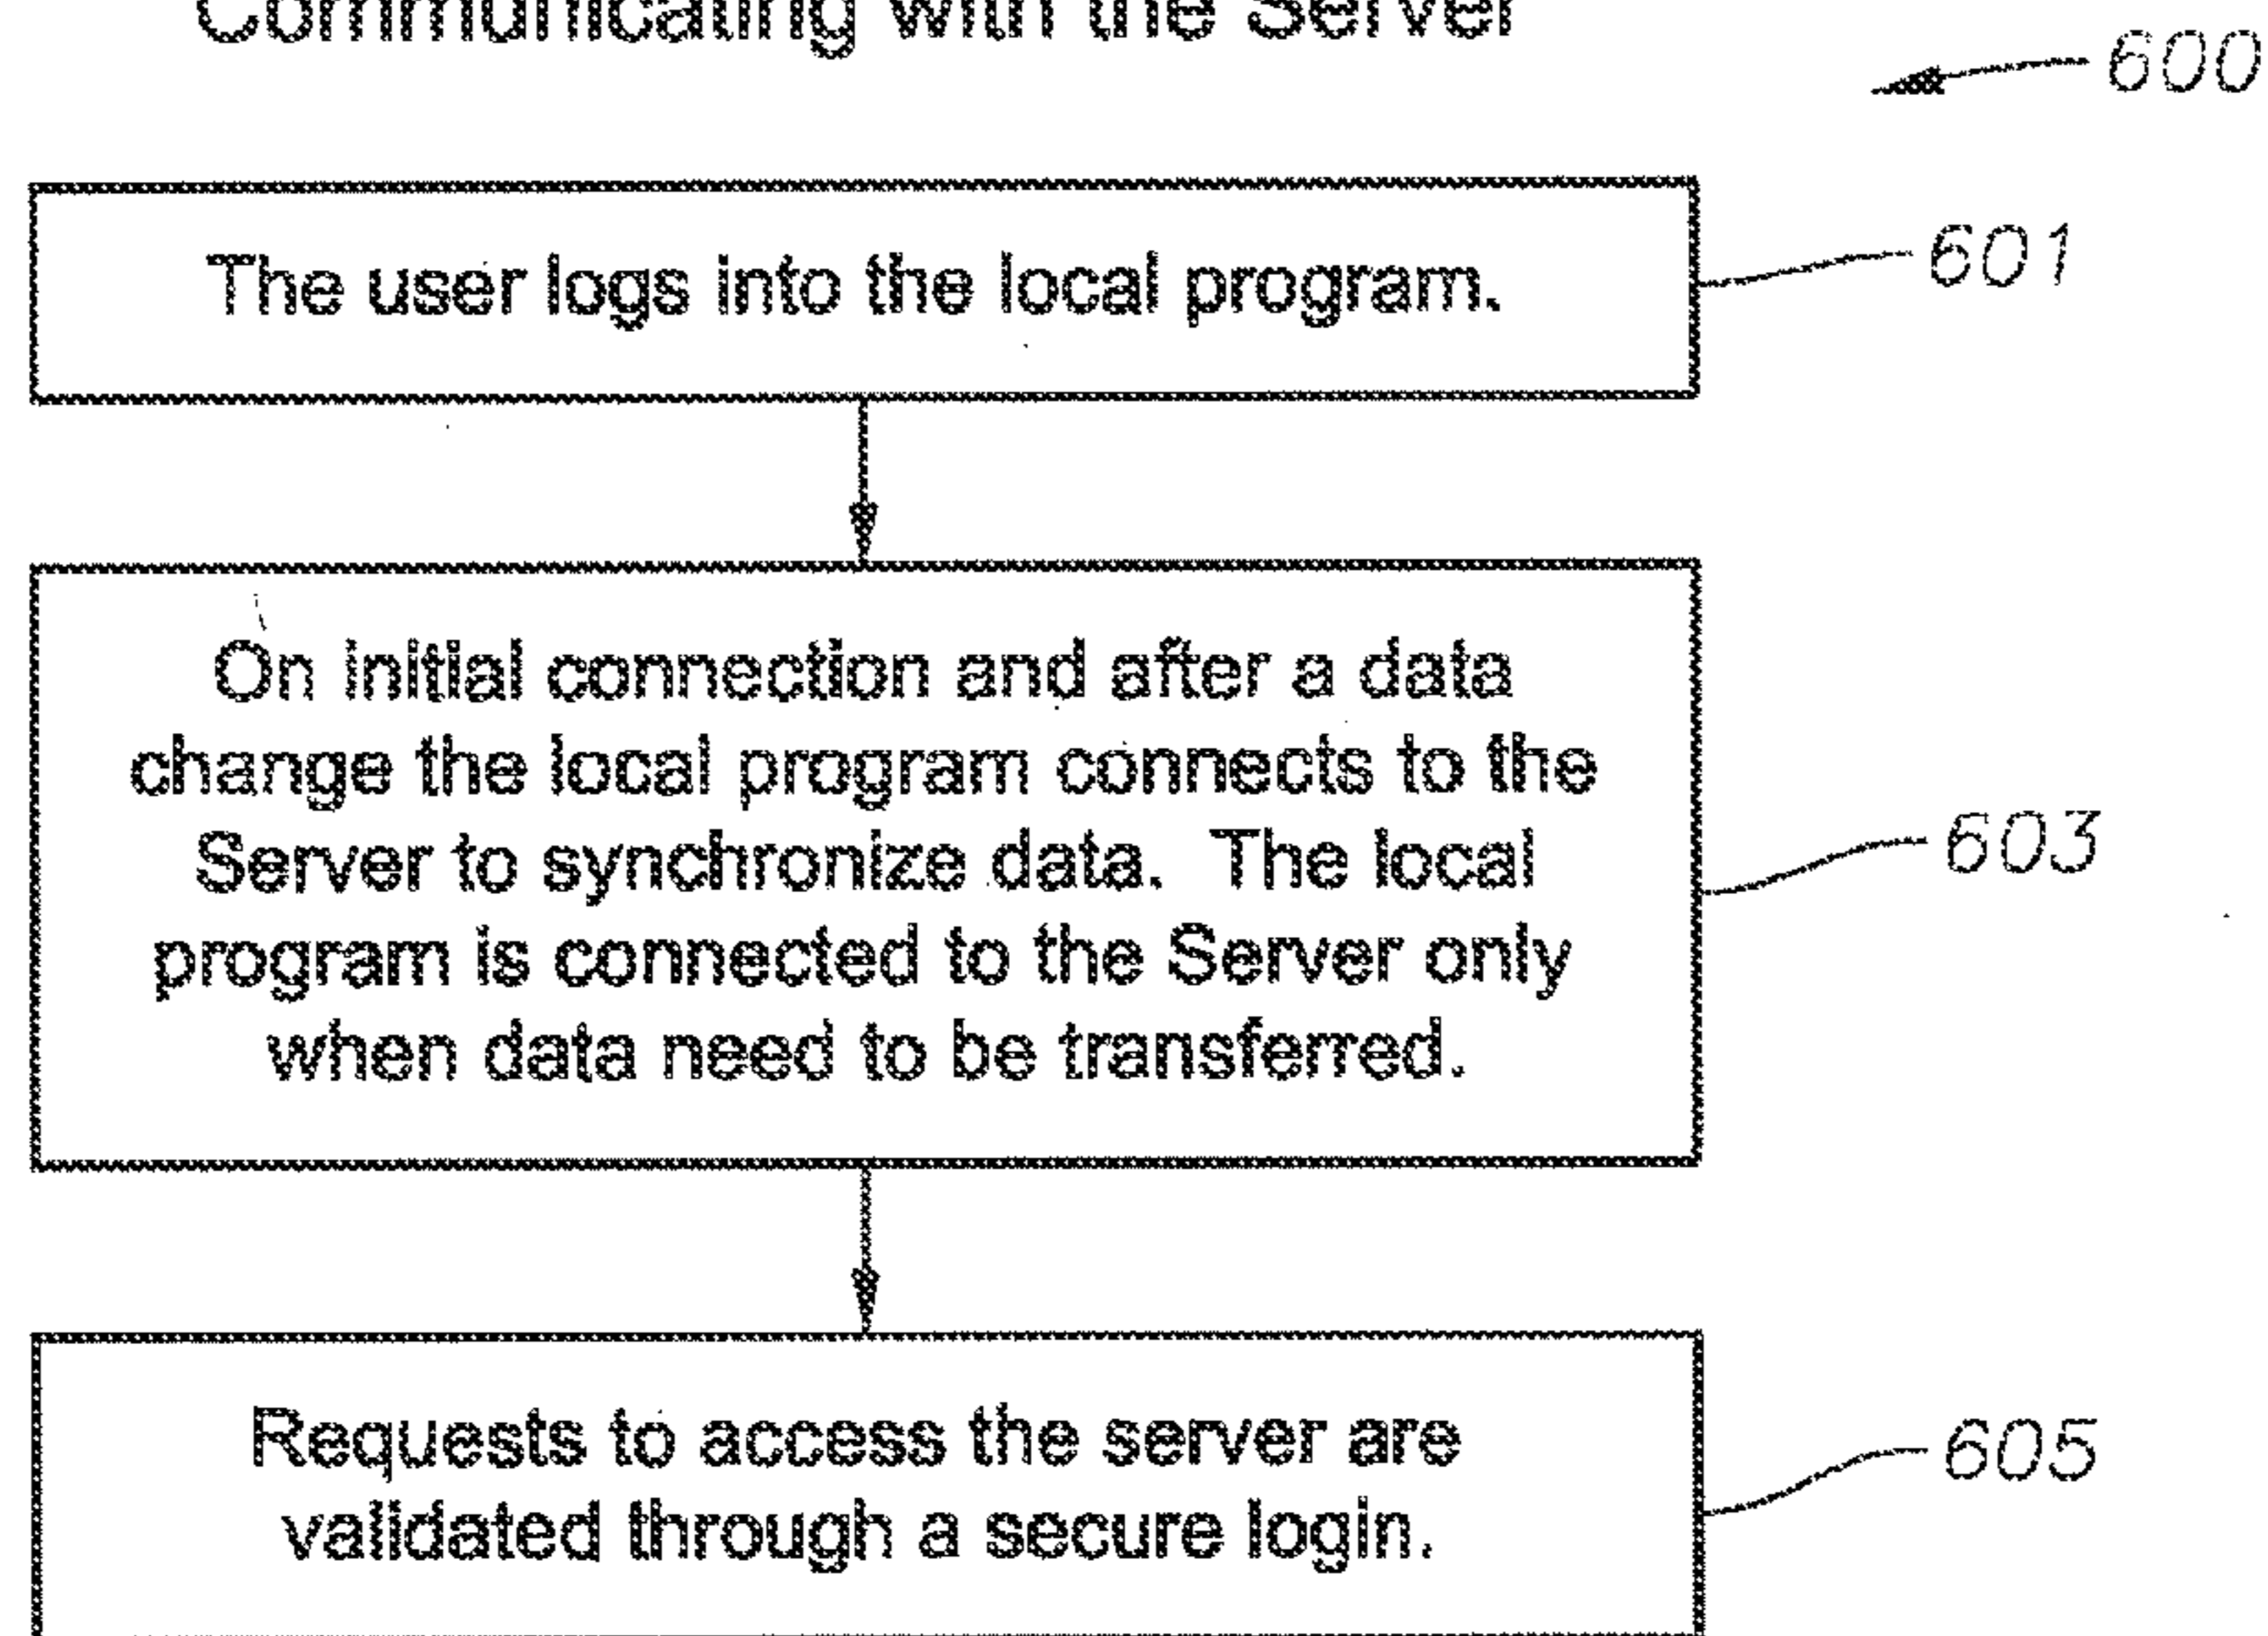 Communicating with the Server
600
The user logs into the local program.
601
On initial connection and after a data
change the local program connects to the
Server to synchronize data. The local
program is connected to the Server only
when data need to be transferred.
603
Requests to access the server are
validated through a secure login.
605